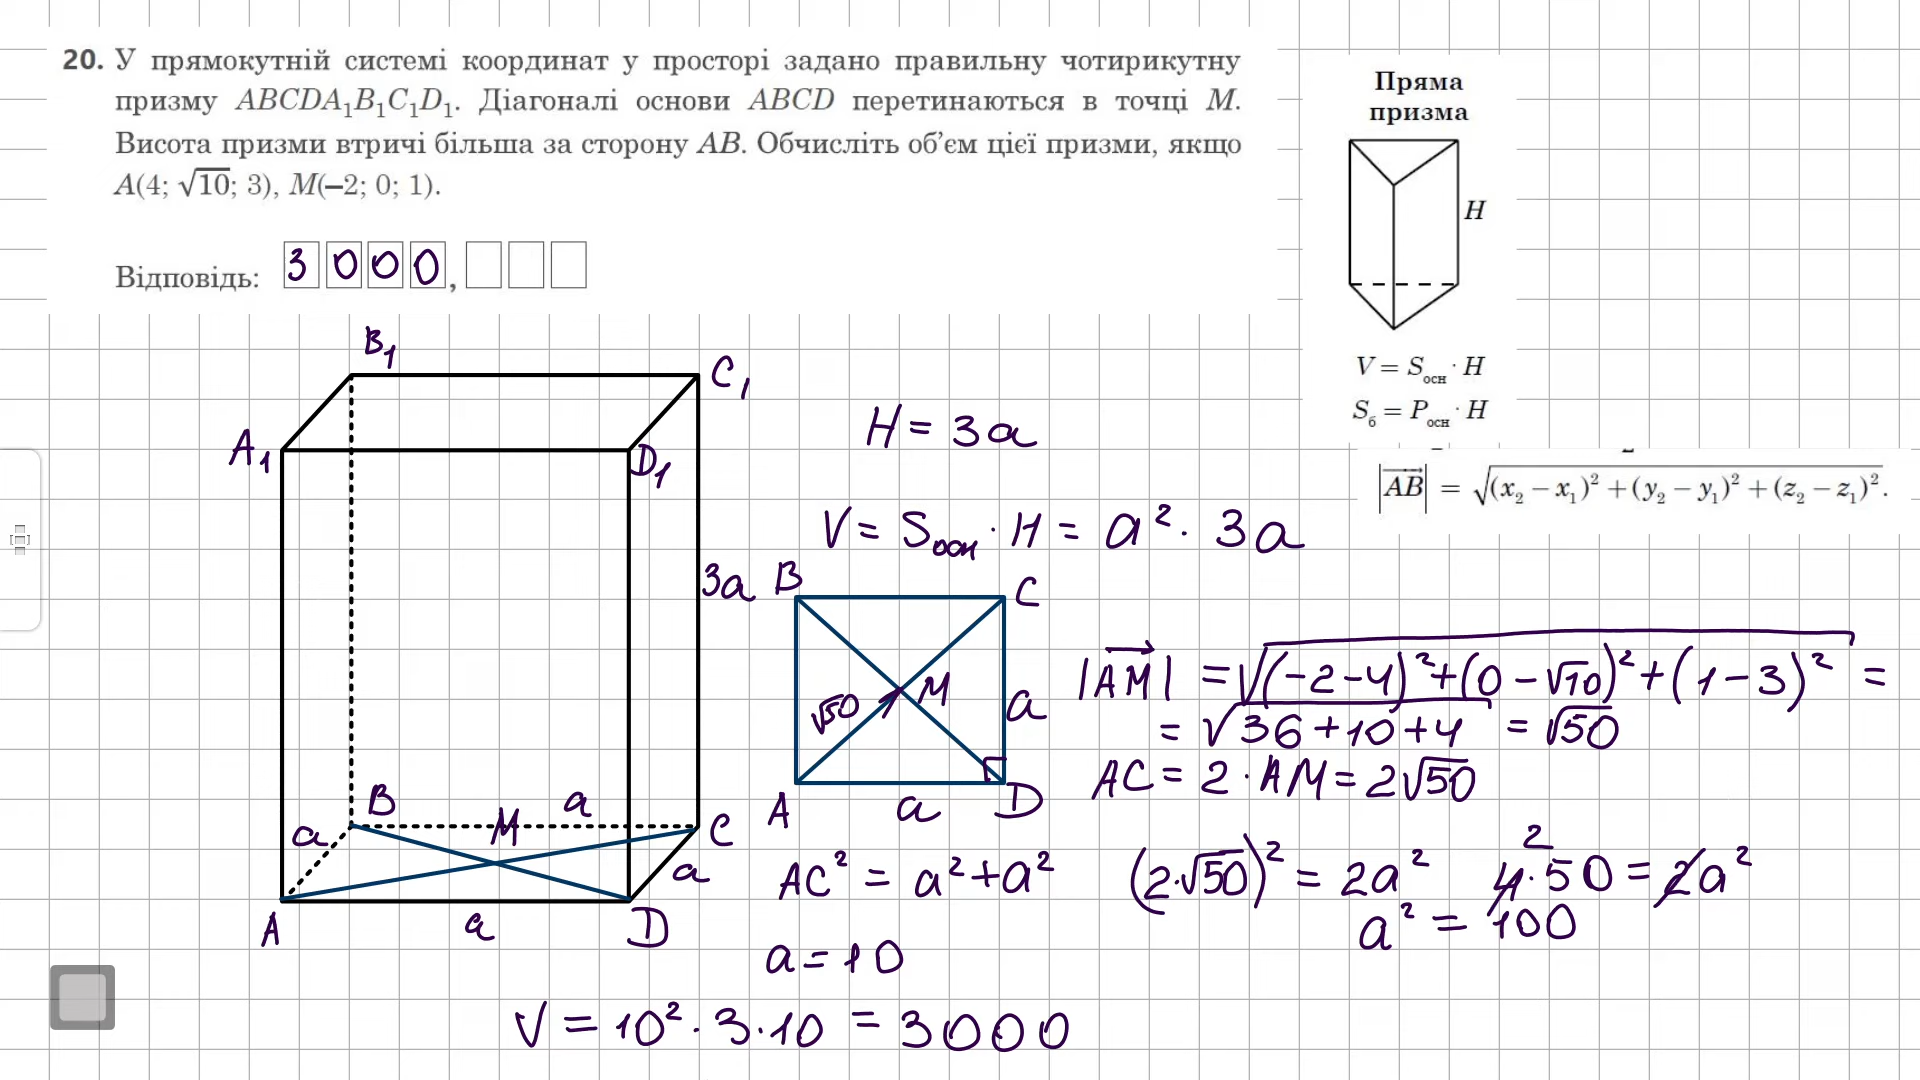 20. У прямокутній системі координат у просторі задано правильну чотирикутну
призму ABCDA₁B₁C₁D₁. Діагоналі основи ABCD перетинаються в точці M.
Висота призми втричі більша за сторону AB. Обчисліть об’єм цієї призми, якщо
A(4; √10; 3), M(–2; 0; 1).
Відповідь: 3 0 0 0 ,
Пряма
призма
H
V = Sосн · H
Sб = Pосн · H
|AB| = √(x₂ − x₁)² + (y₂ − y₁)² + (z₂ − z₁)².
B₁
C₁
A₁
D₁
3a
B
a
M
a
C
a
A
a
D
H = 3a
V = Sосн · H = a² · 3a
B
C
√50
M
a
A
a
D
|AM| = √(-2-4)² + (0-√10)² + (1-3)² =
= √36+10+4 = √50
AC = 2 · AM = 2√50
AC² = a² + a²
(2·√50)² = 2a²
2
4·50 = 2a²
a² = 100
a = 10
V = 10² · 3 · 10 = 3000